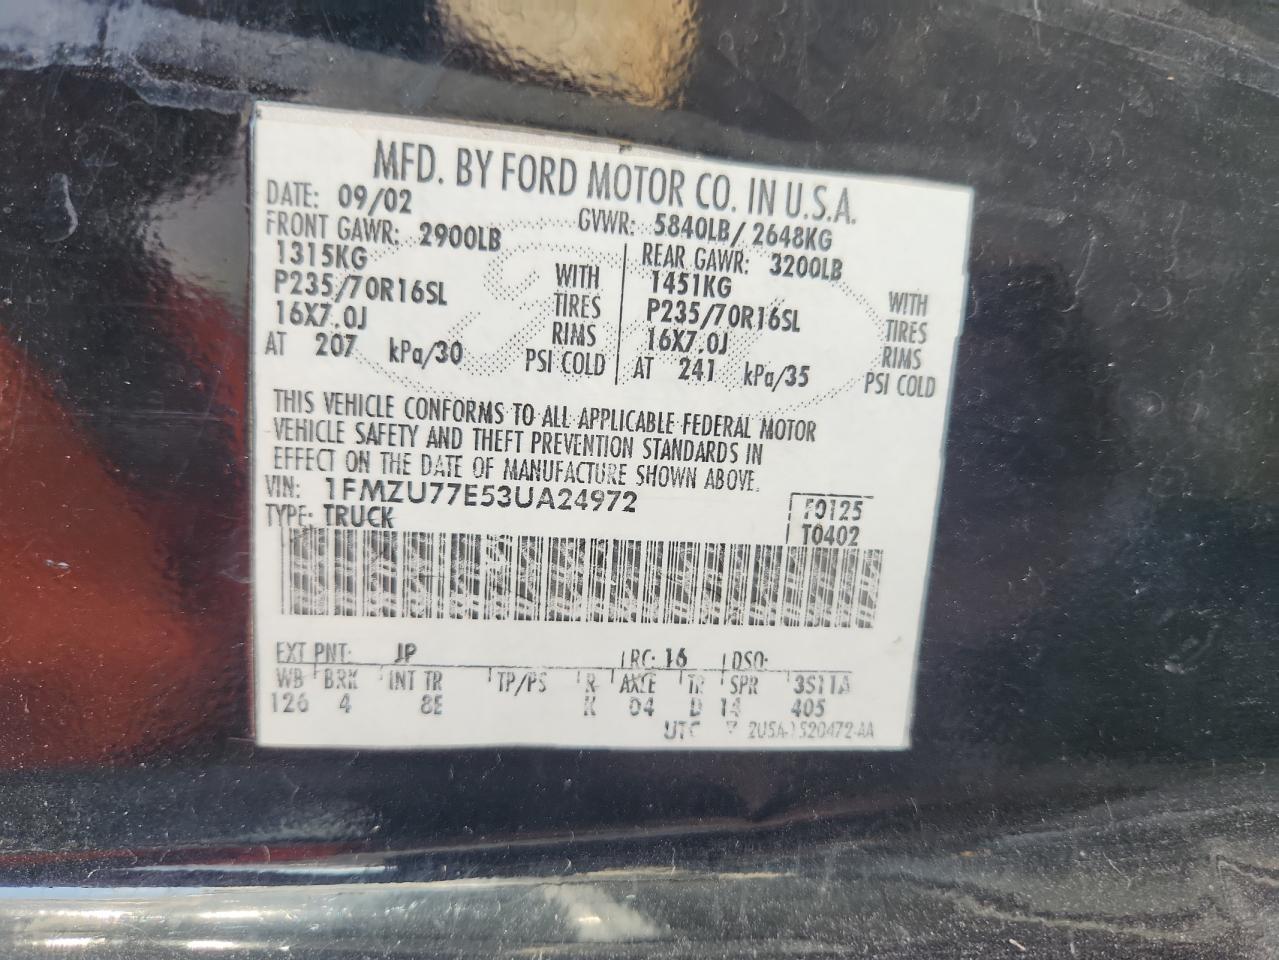 MFD. BY FORD MOTOR CO. IN U.S.A.
DATE: 09/02 GVWR: 5840LB/ 2648KG
FRONT GAWR: 2900LB REAR GAWR: 3200LB
1315KG WITH 1451KG WITH
P235/70R16SL TIRES P235/70R16SL TIRES
16X7.0J RIMS 16X7.0J RIMS
AT 207 kPa/30 PSI COLD AT 241 kPa/35 PSI COLD
THIS VEHICLE CONFORMS TO ALL APPLICABLE FEDERAL MOTOR
VEHICLE SAFETY AND THEFT PREVENTION STANDARDS IN
EFFECT ON THE DATE OF MANUFACTURE SHOWN ABOVE.
VIN: 1FMZU77E53UA24972
TYPE: TRUCK
F0125
T0402
EXT PNT: JP RC: 16 DSO:
WB BRK INT TR TP/PS R AXLE TR SPR 3S11A
126 4 8E K D4 D 14 405
UTC 2U5A-1520472-AA